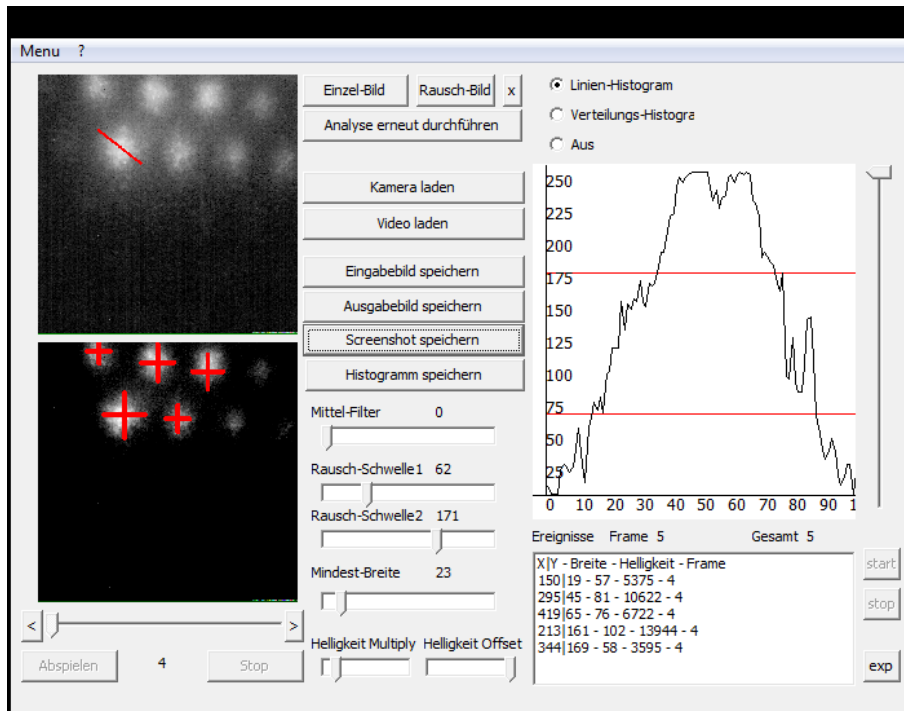 Menu ?
Einzel-Bild Rausch-Bild x
Analyse erneut durchführen
Kamera laden
Video laden
Eingabebild speichern
Ausgabebild speichern
Screenshot speichern
Histogramm speichern
Mittel-Filter 0
Rausch-Schwelle1 62
Rausch-Schwelle2 171
Mindest-Breite 23
Helligkeit Multiply Helligkeit Offset
< >
Abspielen 4 Stop
Linien-Histogram
Verteilungs-Histogra
Aus
250
225
200
175
150
125
100
75
50
25
0 10 20 30 40 50 60 70 80 90 1
Ereignisse Frame 5 Gesamt 5
X|Y - Breite - Helligkeit - Frame
150|19 - 57 - 5375 - 4
295|45 - 81 - 10622 - 4
419|65 - 76 - 6722 - 4
213|161 - 102 - 13944 - 4
344|169 - 58 - 3595 - 4
start
stop
exp